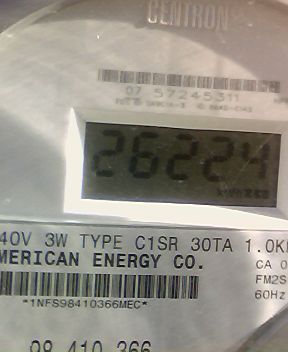 CENTRON
07 57245311
26224
40V 3W TYPE C1SR 30TA 1.0K
MERICAN ENERGY CO.
CA 0
FM2S
60Hz
*1NFS98410366MEC*
98 410 366